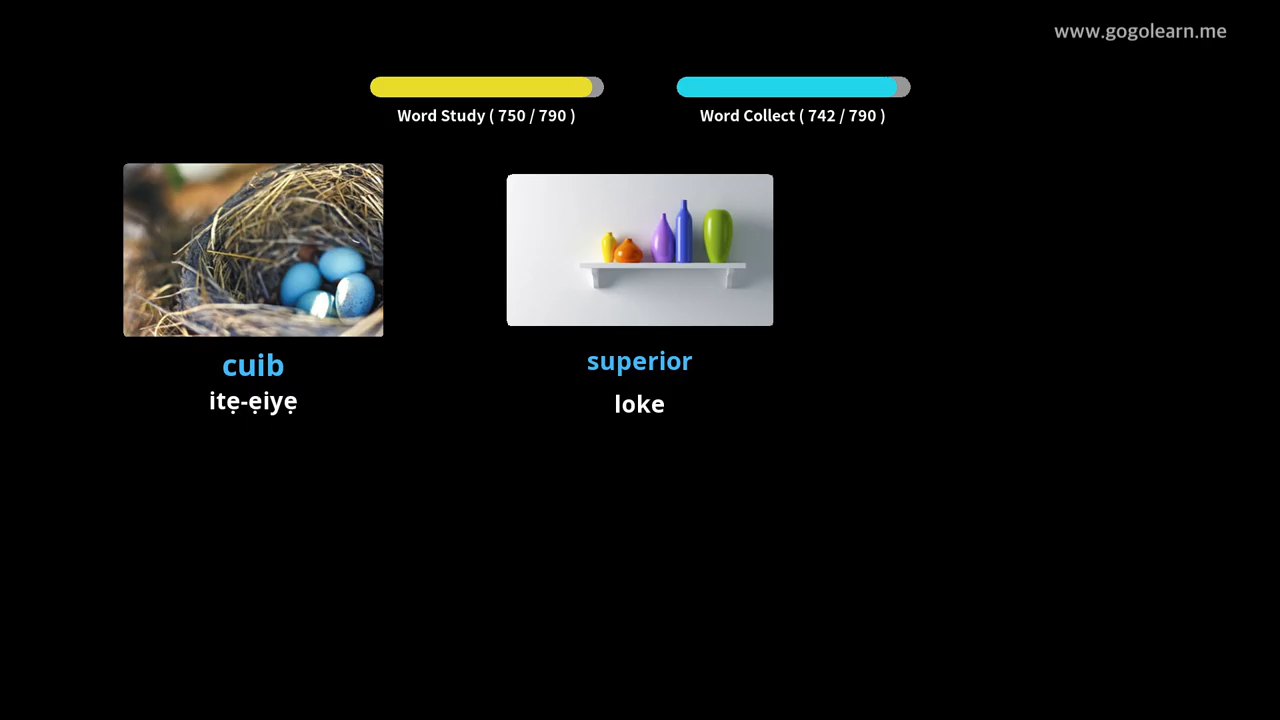 www.gogolearn.me
Word Study ( 750 / 790 )
Word Collect ( 742 / 790 )
cuib
itẹ-ẹiyẹ
superior
loke